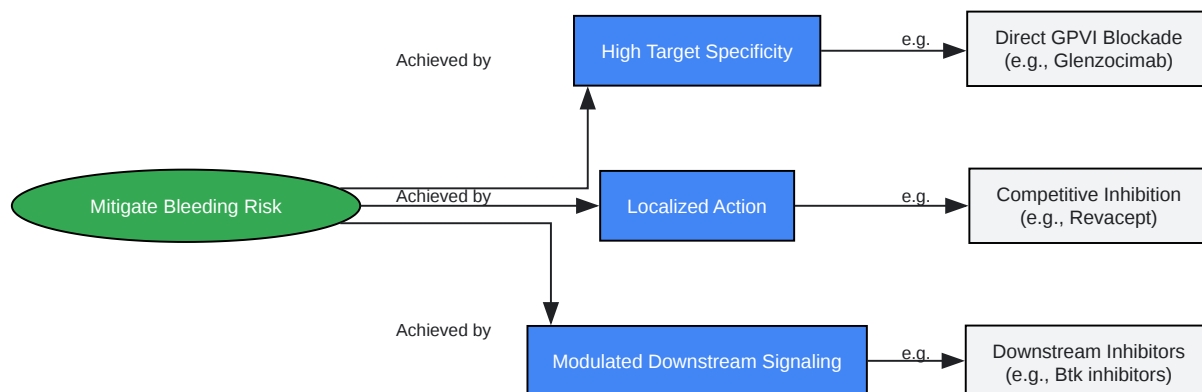 Achieved by
High Target Specificity
e.g.
Direct GPVI Blockade
(e.g., Glenzocimab)
Mitigate Bleeding Risk
Achieved by
Localized Action
e.g.
Competitive Inhibition
(e.g., Revacept)
Achieved by
Modulated Downstream Signaling
e.g.
Downstream Inhibitors
(e.g., Btk inhibitors)